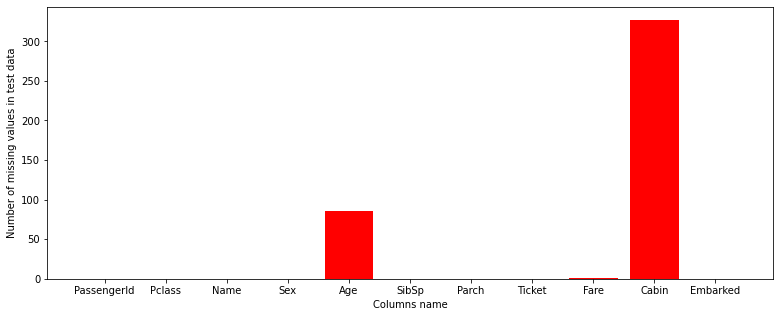 Number of missing values in test data
300
250
200
150
100
50
0
PassengerId Pclass Name Sex Age SibSp Parch Ticket Fare Cabin Embarked
Columns name